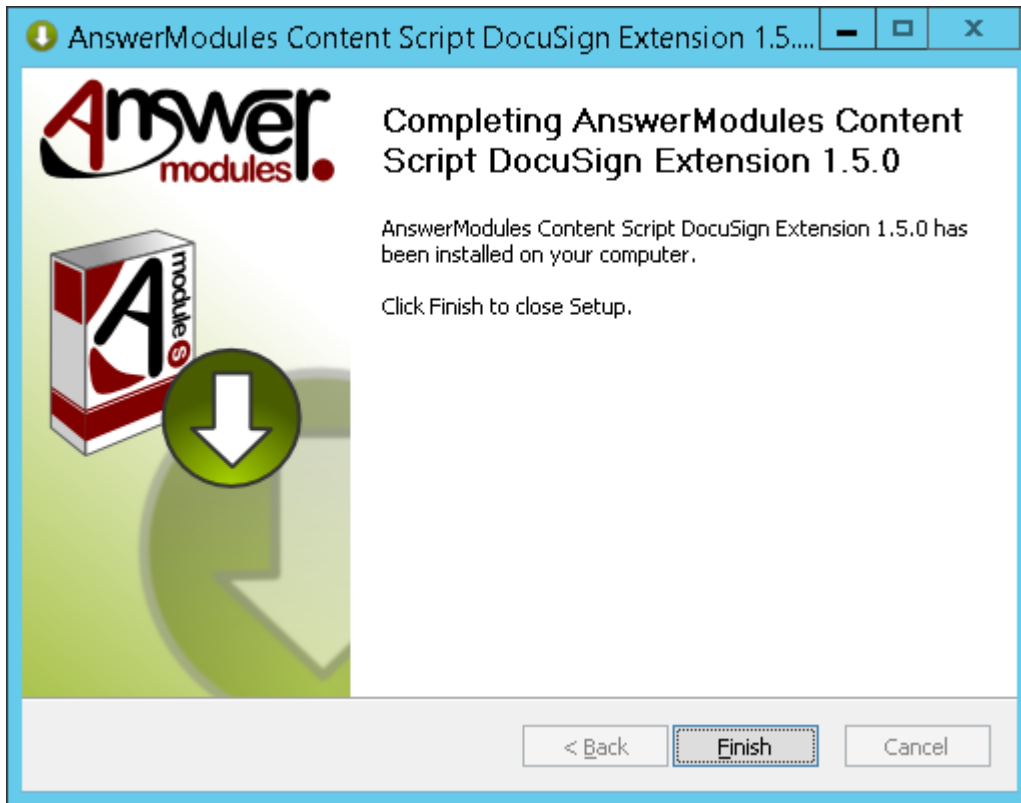 AnswerModules Content Script DocuSign Extension 1.5....
Answer
modules
Completing AnswerModules Content
Script DocuSign Extension 1.5.0
AnswerModules Content Script DocuSign Extension 1.5.0 has
been installed on your computer.
Click Finish to close Setup.
A
modules
< Back
Finish
Cancel